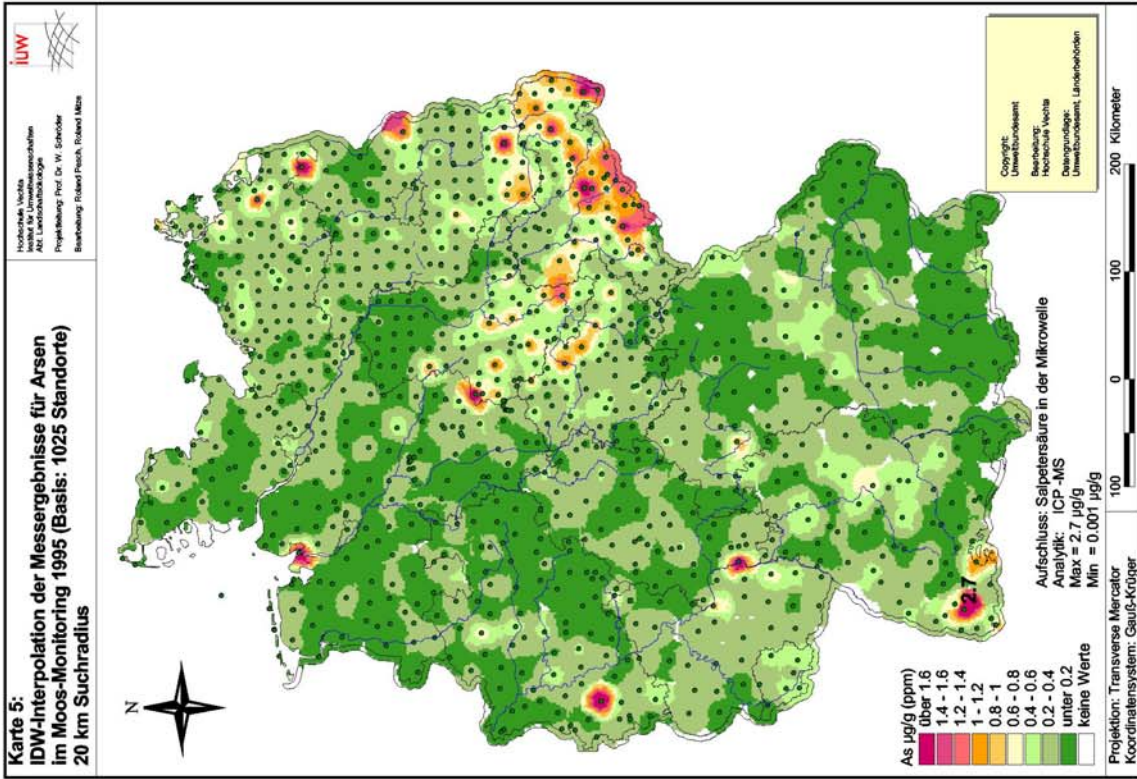 Karte 5:
IDW-Interpolation der Messergebnisse für Arsen
im Moos-Monitoring 1995 (Basis: 1025 Standorte)
20 km Suchradius
Hochschule Vechta
Institut für Umweltwissenschaften
Abt. Landschaftsökologie
Projektleitung: Prof. Dr. W. Schröder
Bearbeitung: Roland Pesch, Roland Mitze
iuw
N
2.7
As µg/g (ppm)
über 1.6
1.4 - 1.6
1.2 - 1.4
1 - 1.2
0.8 - 1
0.6 - 0.8
0.4 - 0.6
0.2 - 0.4
unter 0.2
keine Werte
Aufschluss: Salpetersäure in der Mikrowelle
Analytik: ICP -MS
Max = 2.7 µg/g
Min = 0.001 µg/g
Copyright:
Umweltbundesamt
Bearbeitung:
Hochschule Vechta
Datengrundlage:
Umweltbundesamt, Länderbehörden
Projektion: Transverse Mercator
Koordinatensystem: Gauß-Krüger
100 0 100 200 Kilometer